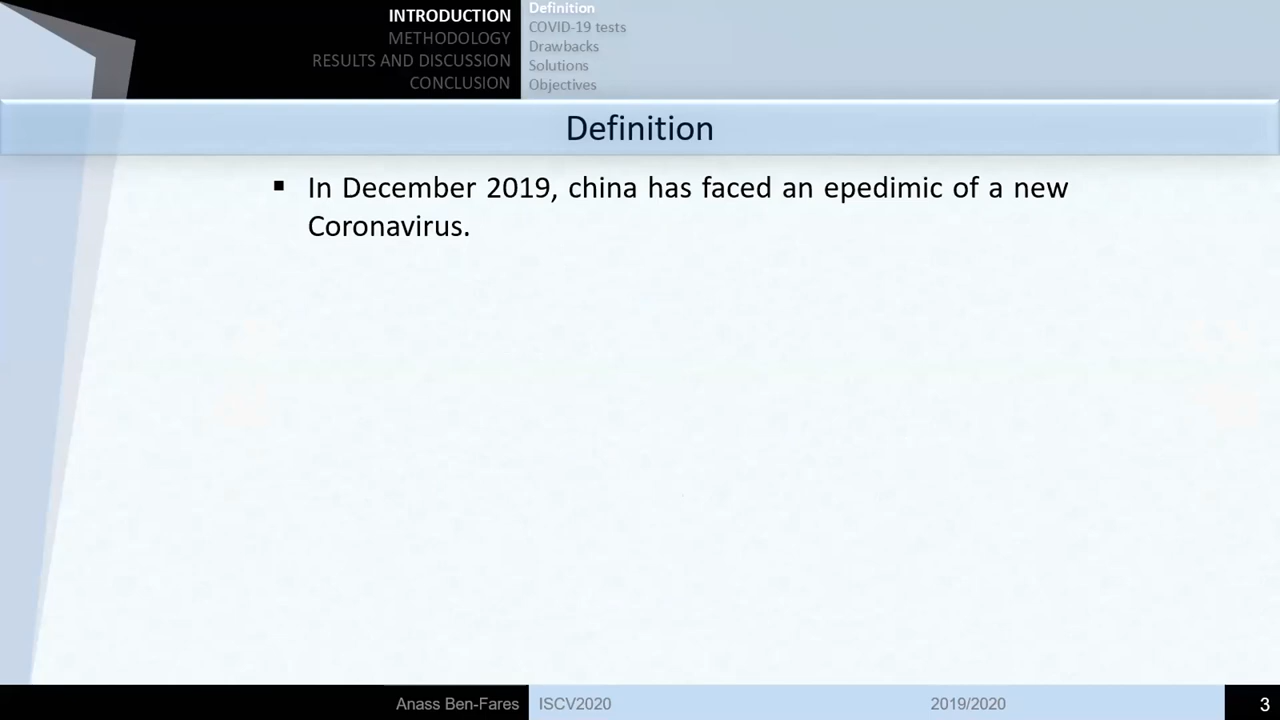 INTRODUCTION
METHODOLOGY
RESULTS AND DISCUSSION
CONCLUSION
Definition
COVID-19 tests
Drawbacks
Solutions
Objectives
Definition
▪ In December 2019, china has faced an epedimic of a new
Coronavirus.
Anass Ben-Fares
ISCV2020
2019/2020
3